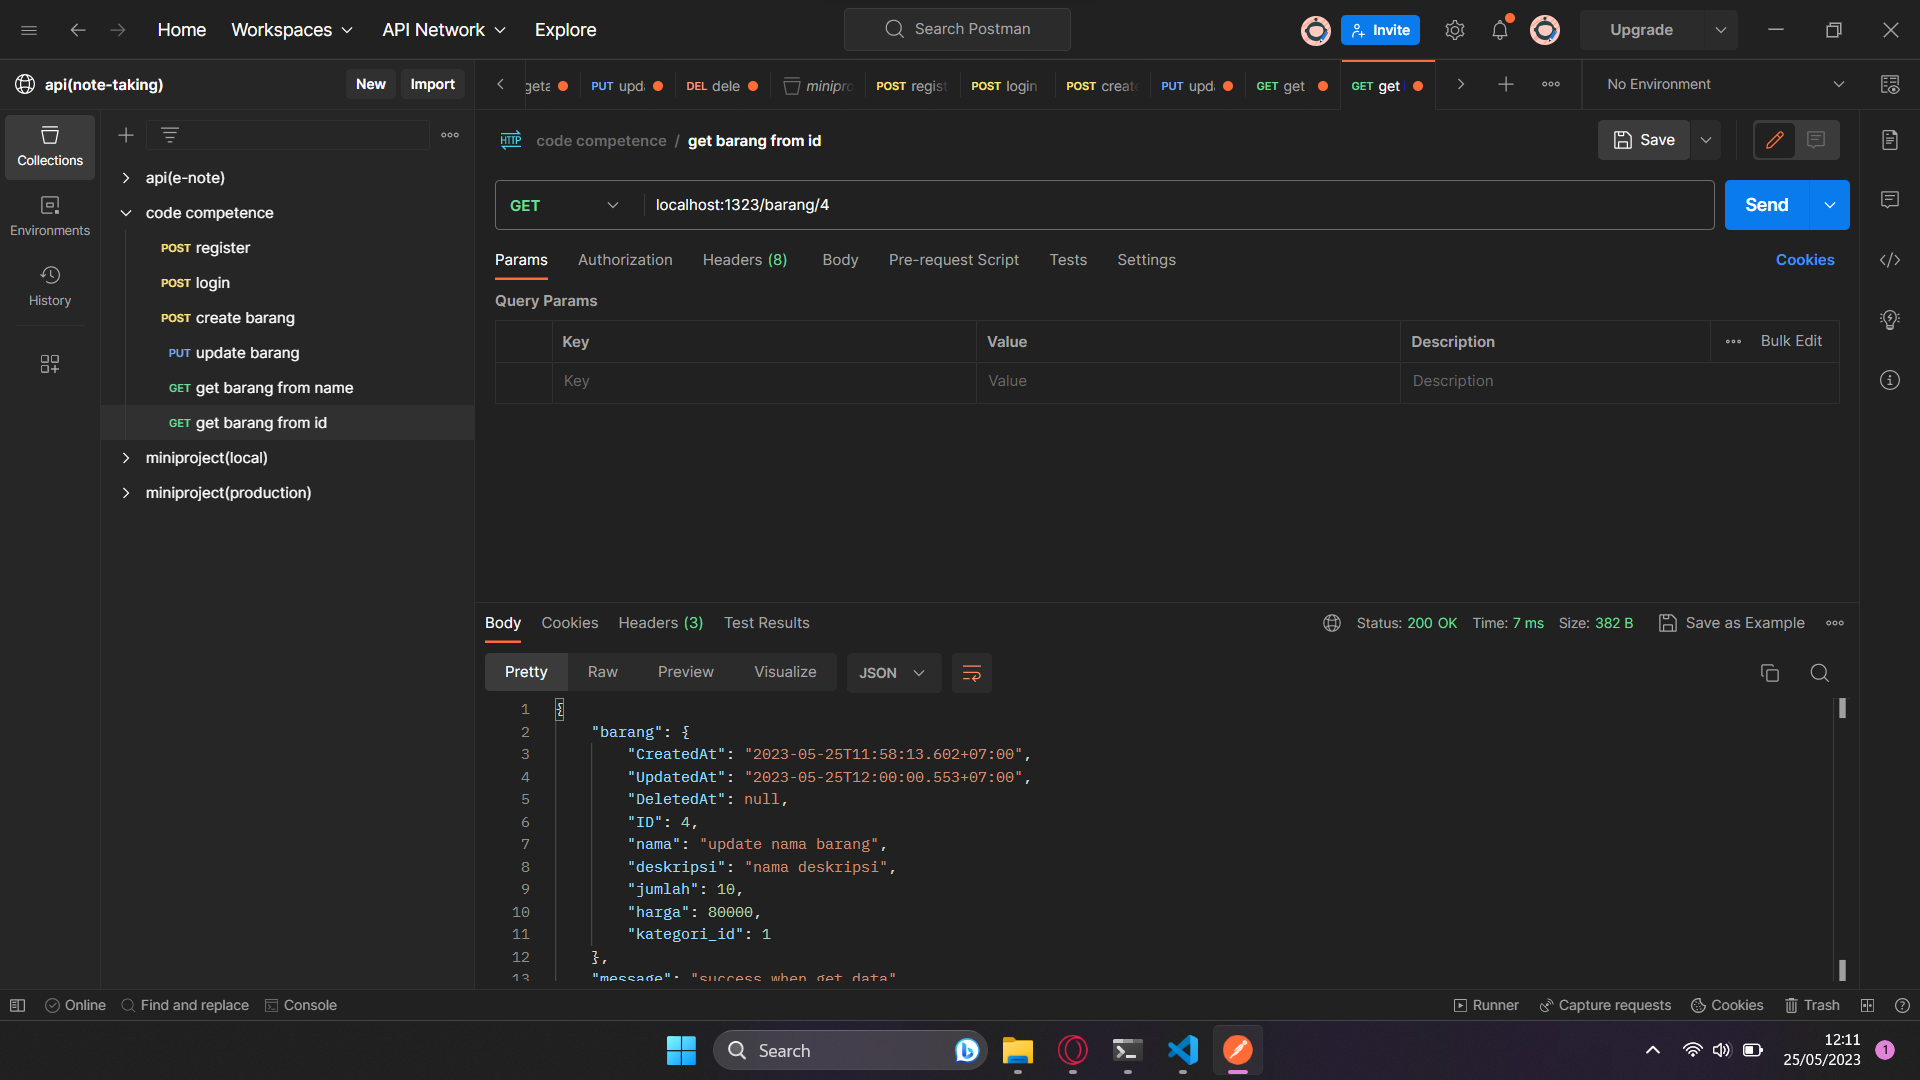 Home
Workspaces
API Network
Explore
Search Postman
Invite
Upgrade
api(note-taking)
New
Import
geta
PUT upda
DEL dele
minipro
POST regist
POST login
POST create
PUT upda
GET get
GET get
No Environment
Collections
Environments
History
api(e-note)
code competence
POST register
POST login
POST create barang
PUT update barang
GET get barang from name
GET get barang from id
miniproject(local)
miniproject(production)
HTTP
code competence / get barang from id
Save
GET
localhost:1323/barang/4
Send
Params
Authorization
Headers (8)
Body
Pre-request Script
Tests
Settings
Cookies
Query Params
Key
Value
Description
Bulk Edit
Key
Value
Description
Body
Cookies
Headers (3)
Test Results
Status: 200 OK
Time: 7 ms
Size: 382 B
Save as Example
Pretty
Raw
Preview
Visualize
JSON
1 {
2 "barang": {
3 "CreatedAt": "2023-05-25T11:58:13.602+07:00",
4 "UpdatedAt": "2023-05-25T12:00:00.553+07:00",
5 "DeletedAt": null,
6 "ID": 4,
7 "nama": "update nama barang",
8 "deskripsi": "nama deskripsi",
9 "jumlah": 10,
10 "harga": 80000,
11 "kategori_id": 1
12 },
13 "message": "success when get data"
Online
Find and replace
Console
Runner
Capture requests
Cookies
Trash
Search
12:11
25/05/2023
1